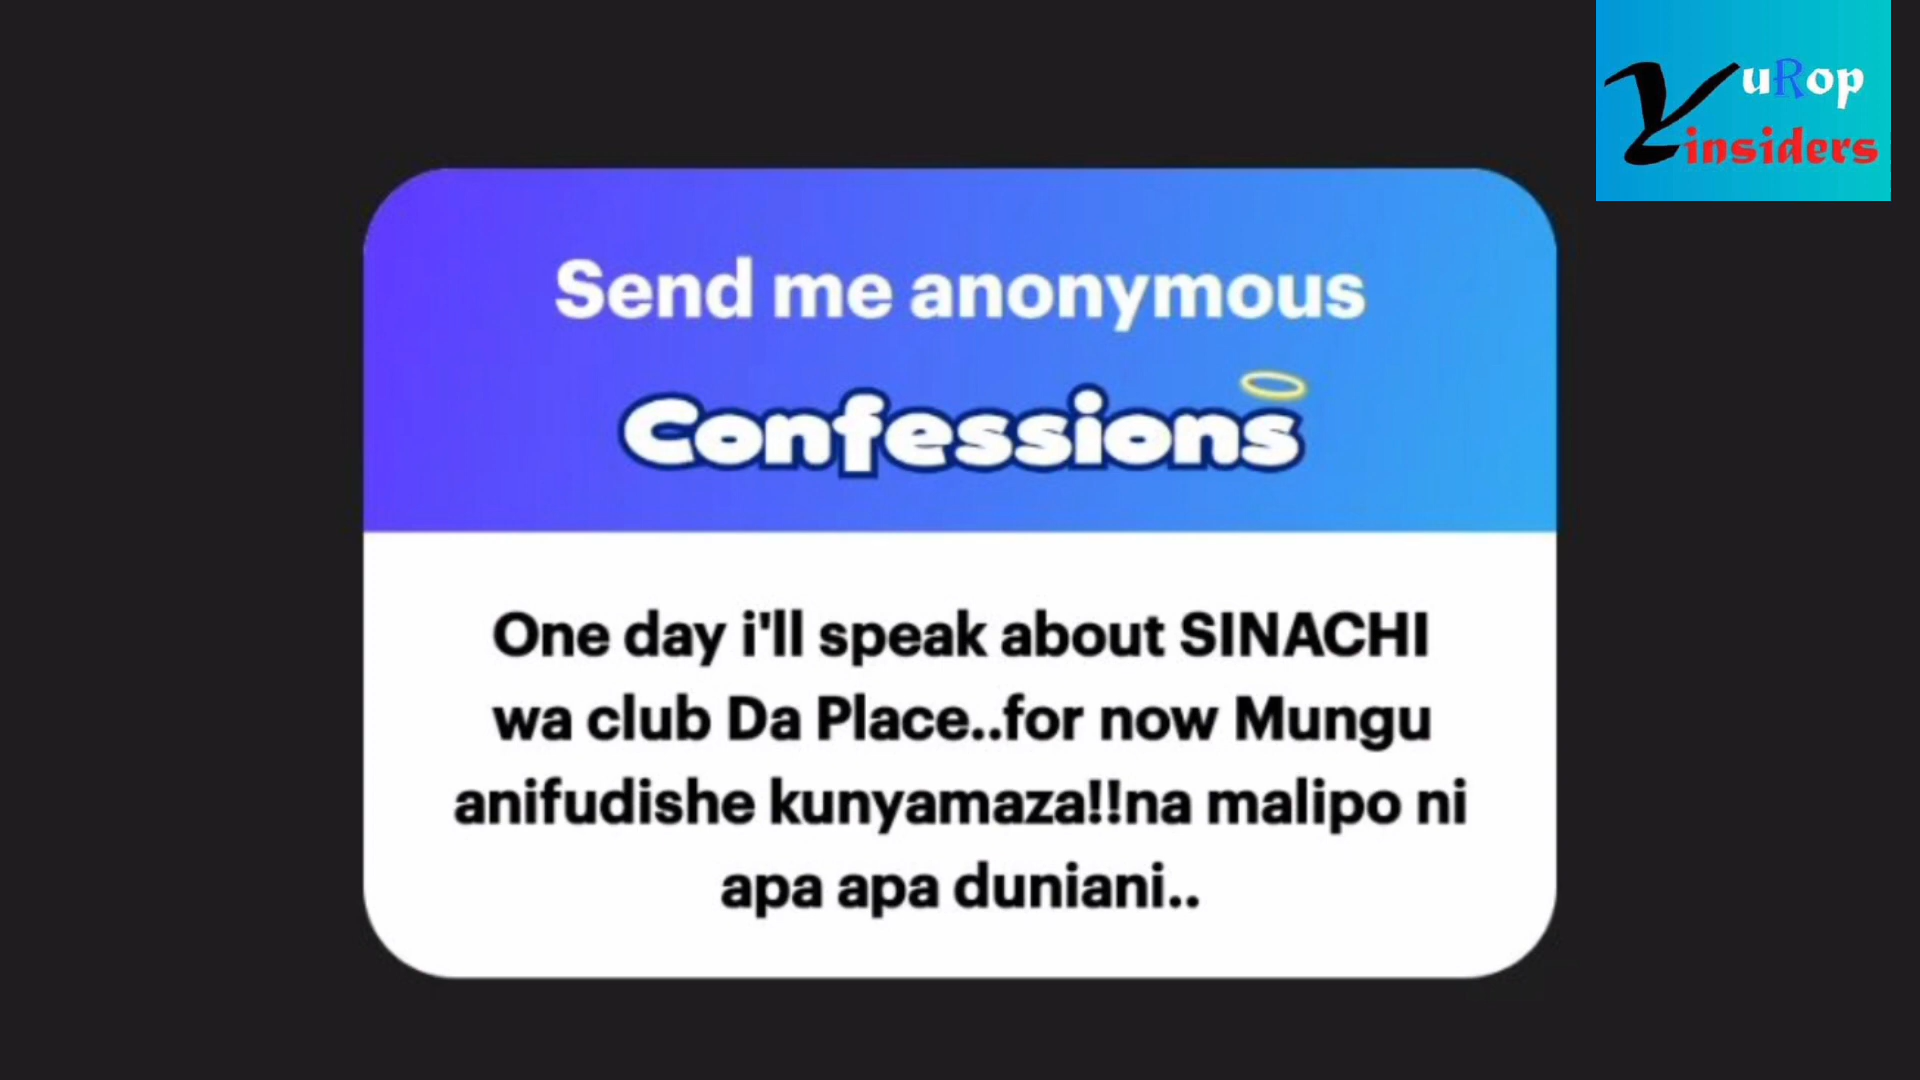 YuRop
insiders
Send me anonymous
Confessions
One day i'll speak about SINACHI
wa club Da Place..for now Mungu
anifudishe kunyamaza!!na malipo ni
apa apa duniani..